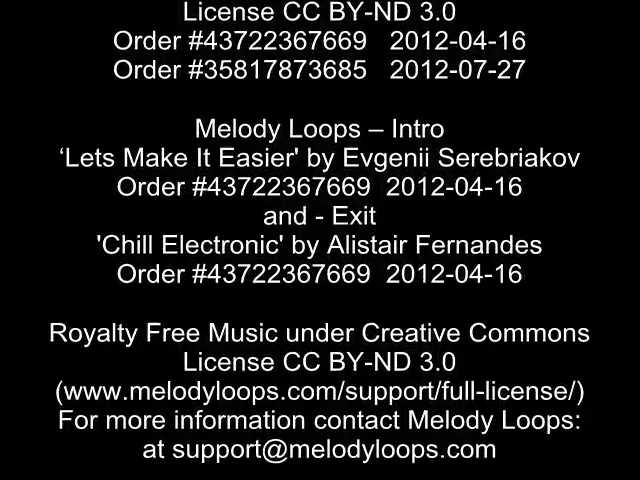 License CC BY-ND 3.0
Order #43722367669   2012-04-16
Order #35817873685   2012-07-27
Melody Loops – Intro
‘Lets Make It Easier' by Evgenii Serebriakov
Order #43722367669  2012-04-16
and - Exit
'Chill Electronic' by Alistair Fernandes
Order #43722367669  2012-04-16
Royalty Free Music under Creative Commons
License CC BY-ND 3.0
(www.melodyloops.com/support/full-license/)
For more information contact Melody Loops:
at support@melodyloops.com